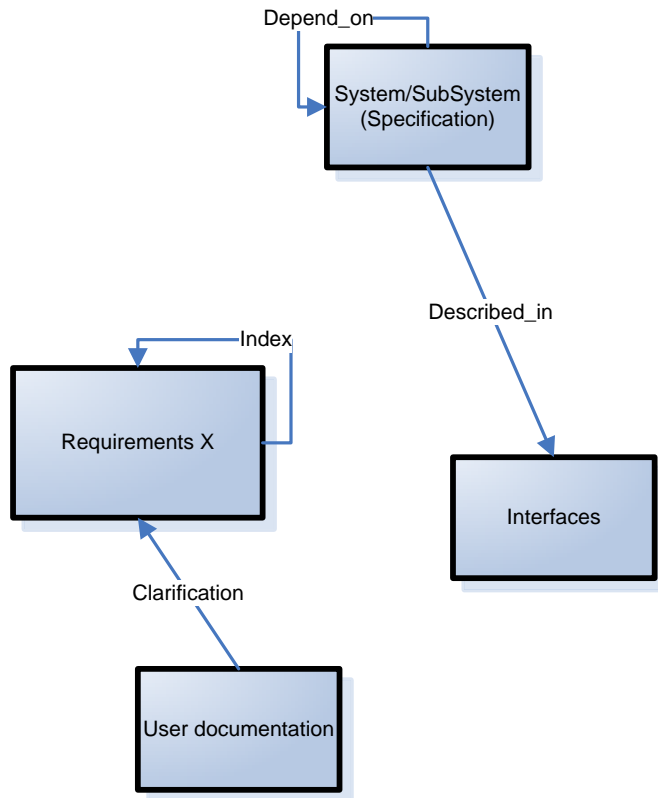 Depend_on
System/SubSystem
(Specification)
Described_in
Index
Requirements X
Interfaces
Clarification
User documentation